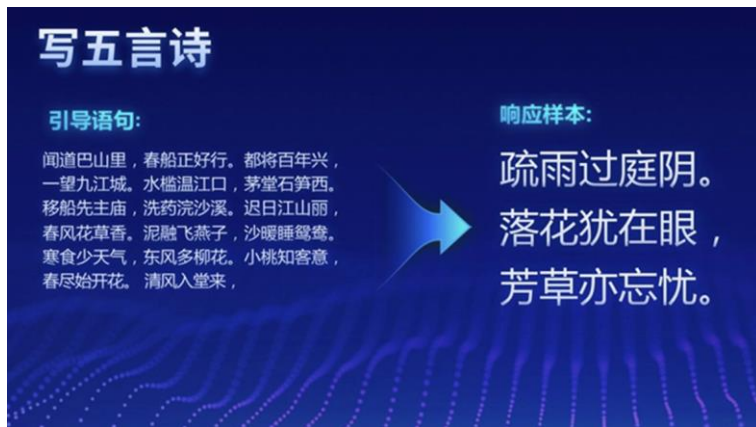 写五言诗
引导语句:
闻道巴山里，春船正好行。都将百年兴，
一望九江城。水槛温江口，茅堂石笋西。
移船先主庙，洗药浣沙溪。迟日江山丽，
春风花草香。泥融飞燕子，沙暖睡鸳鸯。
寒食少天气，东风多柳花。小桃知客意，
春尽始开花。 清风入堂来，
响应样本:
疏雨过庭阴。
落花犹在眼，
芳草亦忘忧。